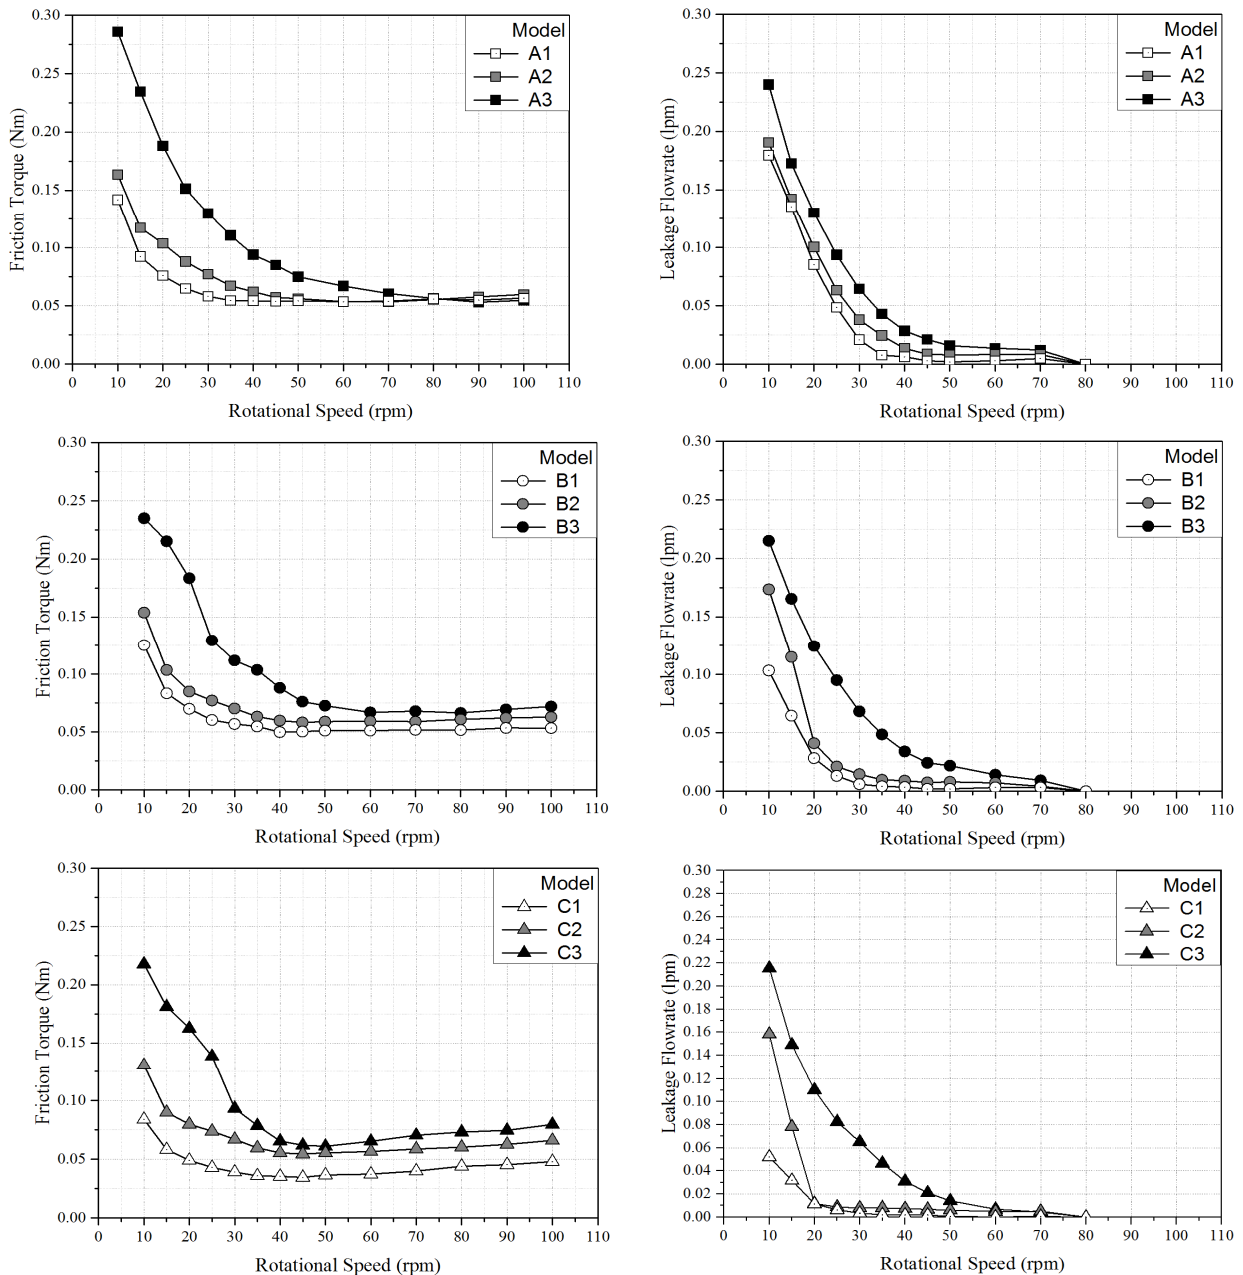 Model
A1
A2
A3
Friction Torque (Nm)
0.30
0.25
0.20
0.15
0.10
0.05
0.00
0 10 20 30 40 50 60 70 80 90 100 110
Rotational Speed (rpm)
Model
A1
A2
A3
Leakage Flowrate (lpm)
0.30
0.25
0.20
0.15
0.10
0.05
0.00
0 10 20 30 40 50 60 70 80 90 100 110
Rotational Speed (rpm)
Model
B1
B2
B3
Friction Torque (Nm)
0.30
0.25
0.20
0.15
0.10
0.05
0.00
0 10 20 30 40 50 60 70 80 90 100 110
Rotational Speed (rpm)
Model
B1
B2
B3
Leakage Flowrate (lpm)
0.30
0.25
0.20
0.15
0.10
0.05
0.00
0 10 20 30 40 50 60 70 80 90 100 110
Rotational Speed (rpm)
Model
C1
C2
C3
Friction Torque (Nm)
0.30
0.25
0.20
0.15
0.10
0.05
0.00
0 10 20 30 40 50 60 70 80 90 100 110
Rotational Speed (rpm)
Model
C1
C2
C3
Leakage Flowrate (lpm)
0.30
0.28
0.26
0.24
0.22
0.20
0.18
0.16
0.14
0.12
0.10
0.08
0.06
0.04
0.02
0.00
0 10 20 30 40 50 60 70 80 90 100 110
Rotational Speed (rpm)